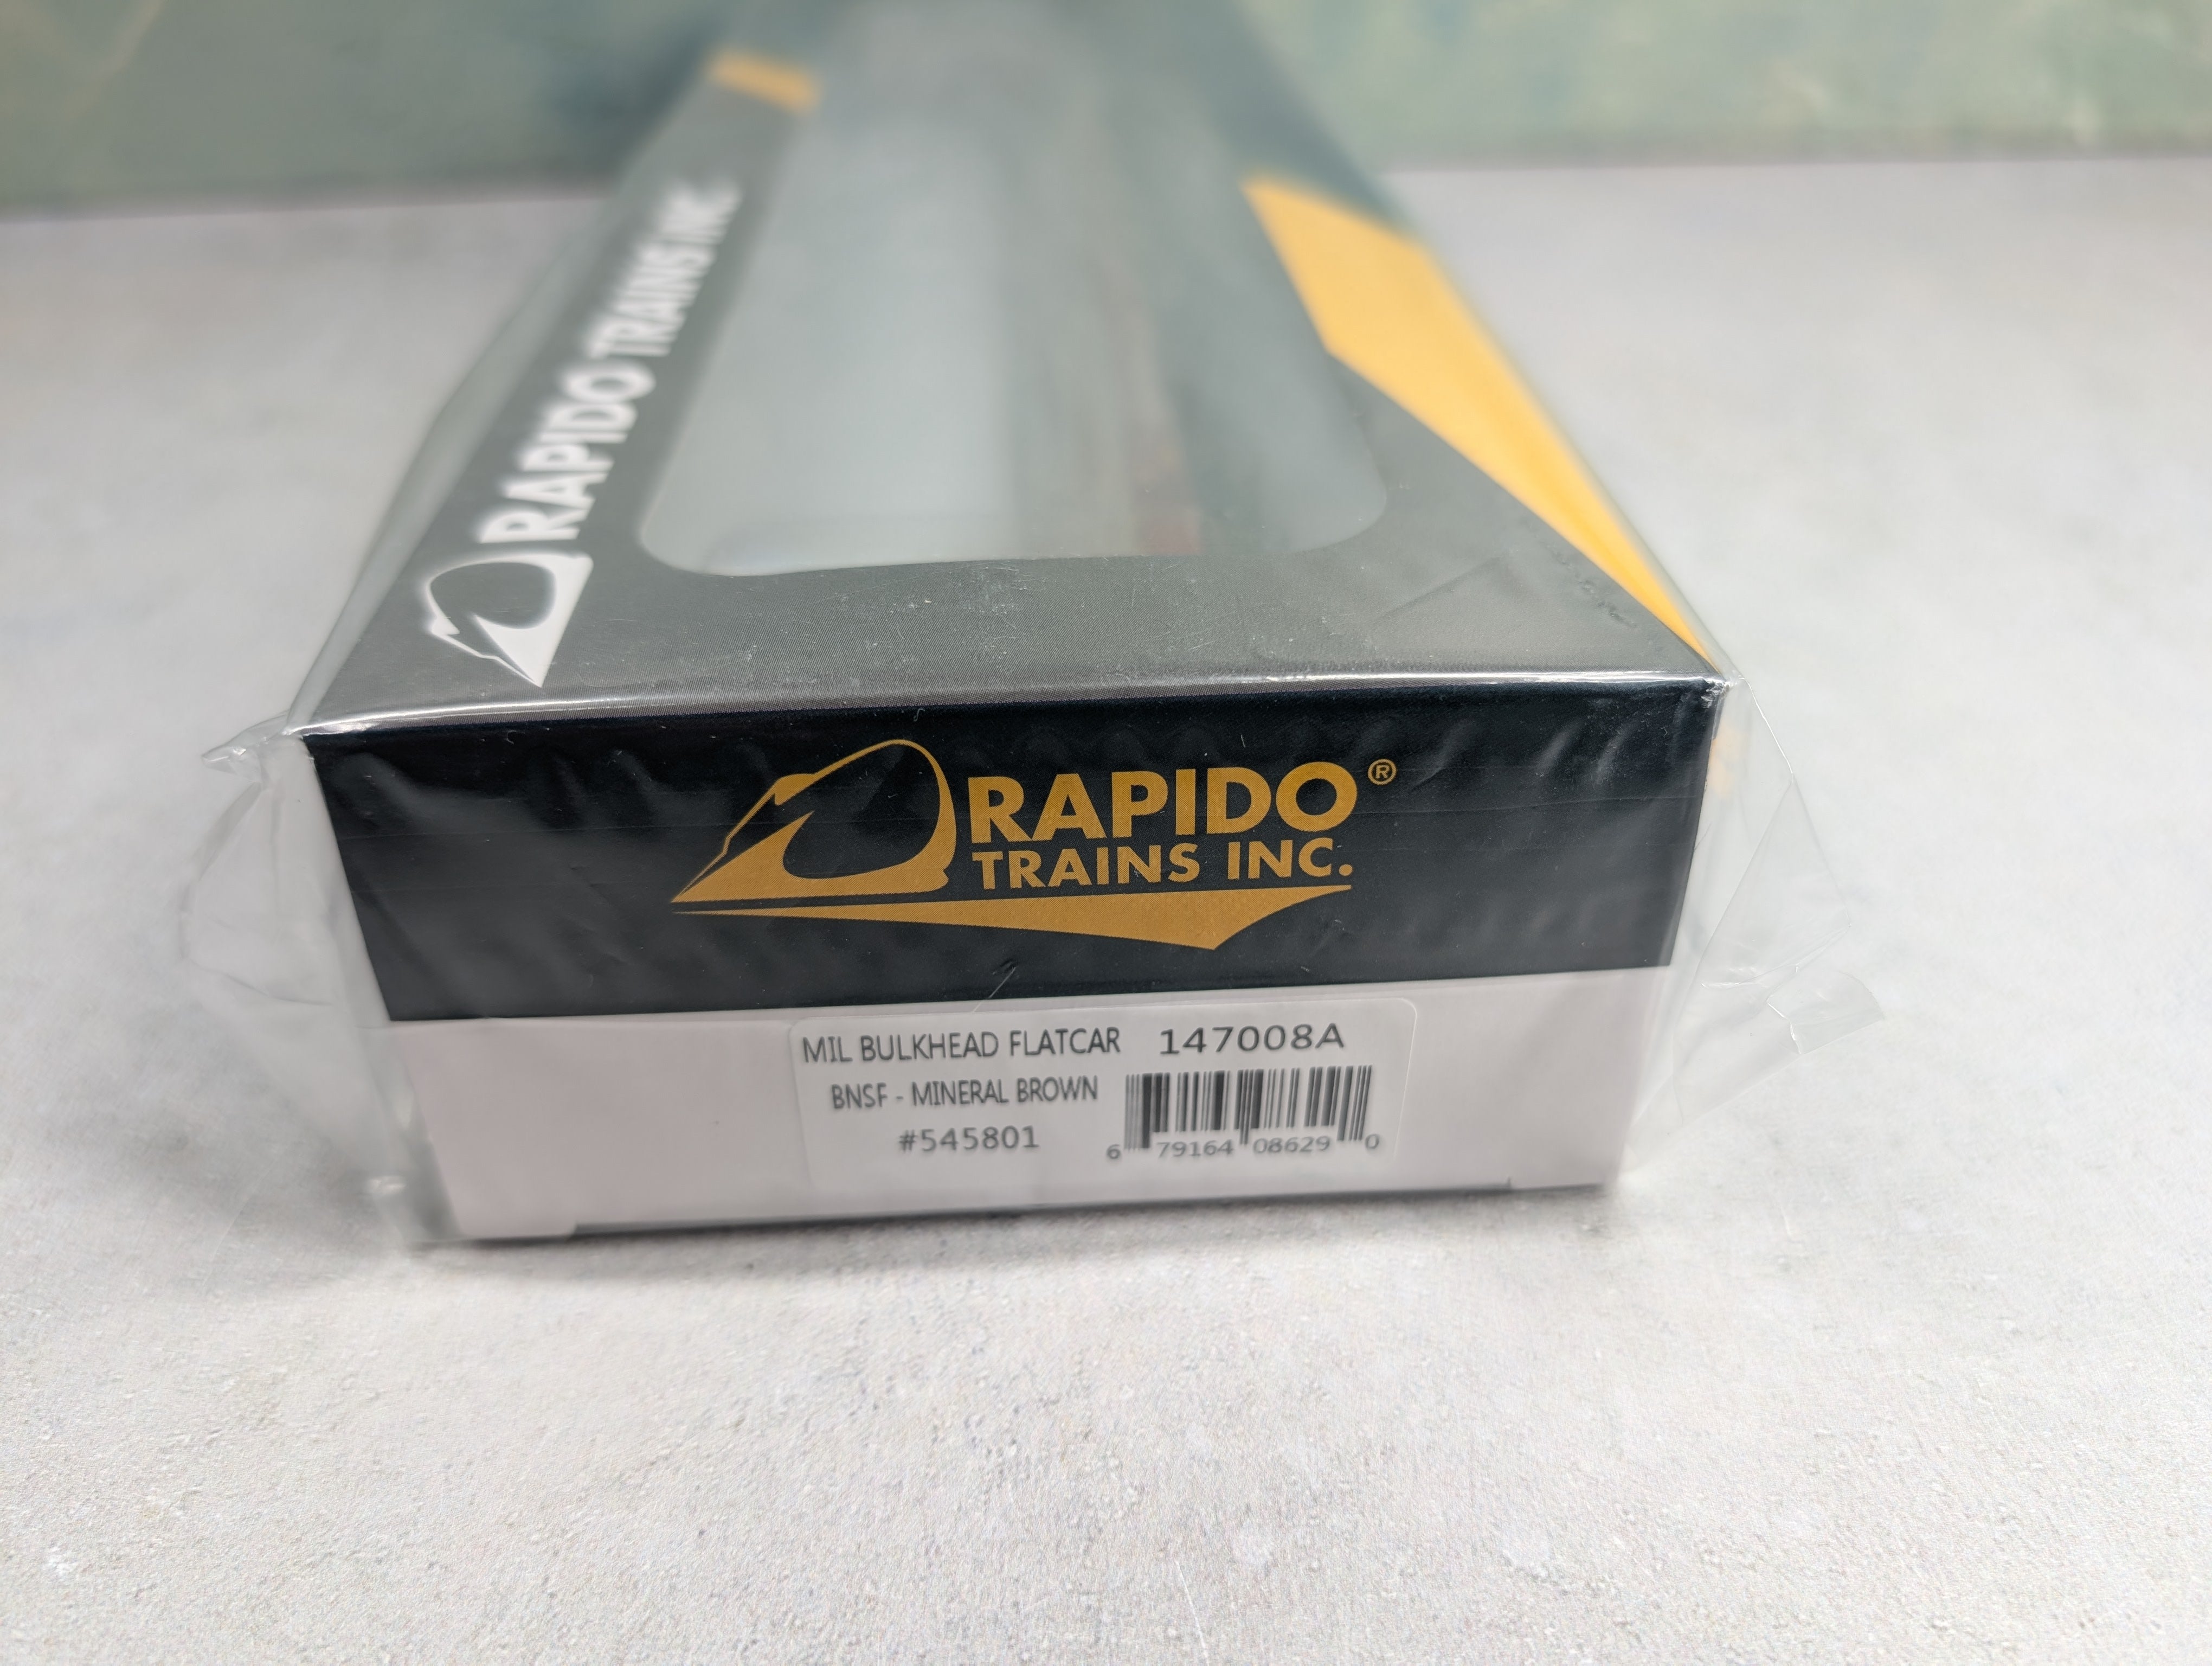 RAPIDO TRAINS INC
RAPIDO®
TRAINS INC.
MIL BULKHEAD FLATCAR 147008A
BNSF - MINERAL BROWN
#545801
6 79164 08629 0